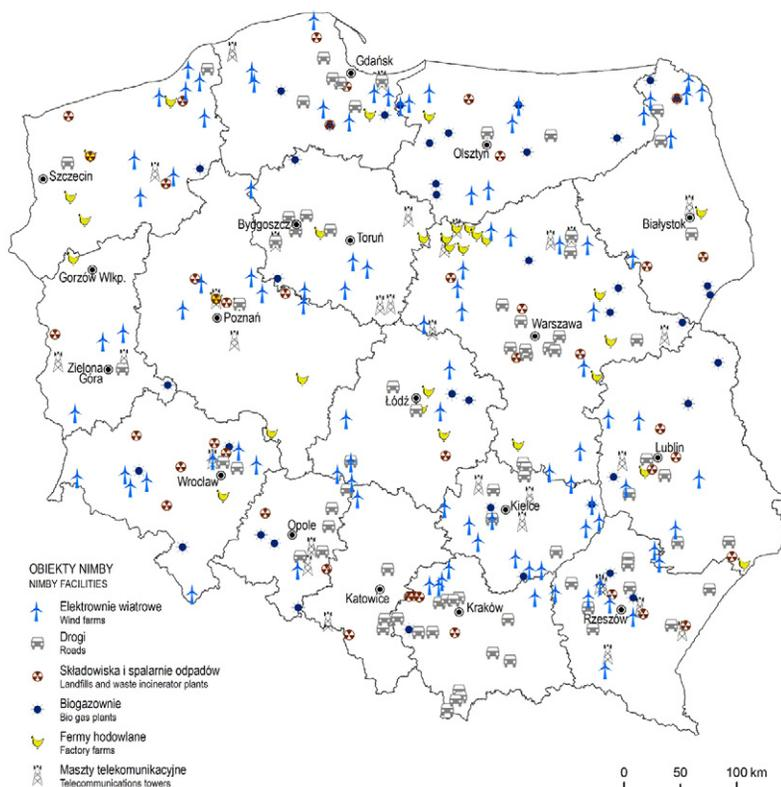 Gdańsk
Olsztyn
Szczecin
Białystok
Bydgoszcz
Toruń
Gorzów Wlkp.
Poznań
Warszawa
Zielona
Góra
Łódź
Lublin
Wrocław
Kielce
Opole
Katowice
Kraków
Rzeszów
OBIEKTY NIMBY
NIMBY FACILITIES
Elektrownie wiatrowe
Wind farms
Drogi
Roads
Składowiska i spalarnie odpadów
Landfills and waste incinerator plants
Biogazownie
Bio gas plants
Fermy hodowlane
Factory farms
Maszty telekomunikacyjne
Telecommunications towers
0 50 100 km